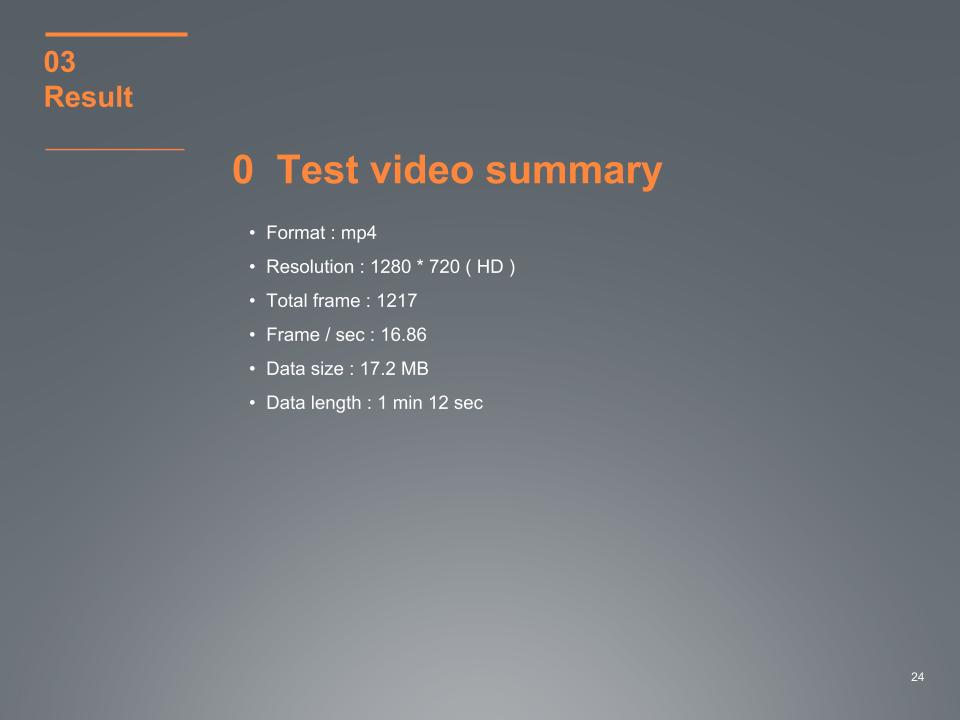 03
Result
0 Test video summary
• Format : mp4
• Resolution : 1280 * 720 ( HD )
• Total frame : 1217
• Frame / sec : 16.86
• Data size : 17.2 MB
• Data length : 1 min 12 sec
24